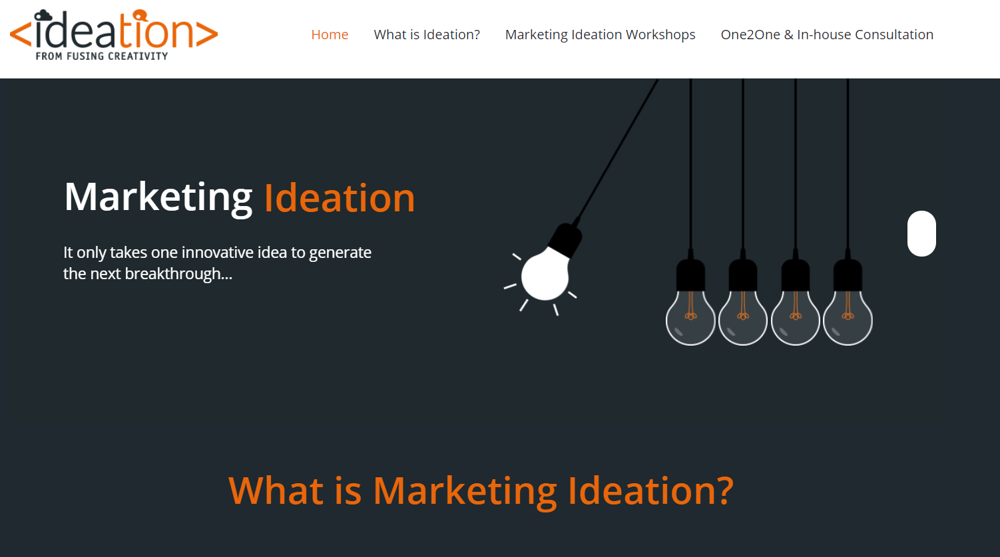 <ideation>
FROM FUSING CREATIVITY
Home
What is Ideation?
Marketing Ideation Workshops
One2One & In-house Consultation
Marketing Ideation
It only takes one innovative idea to generate
the next breakthrough...
What is Marketing Ideation?